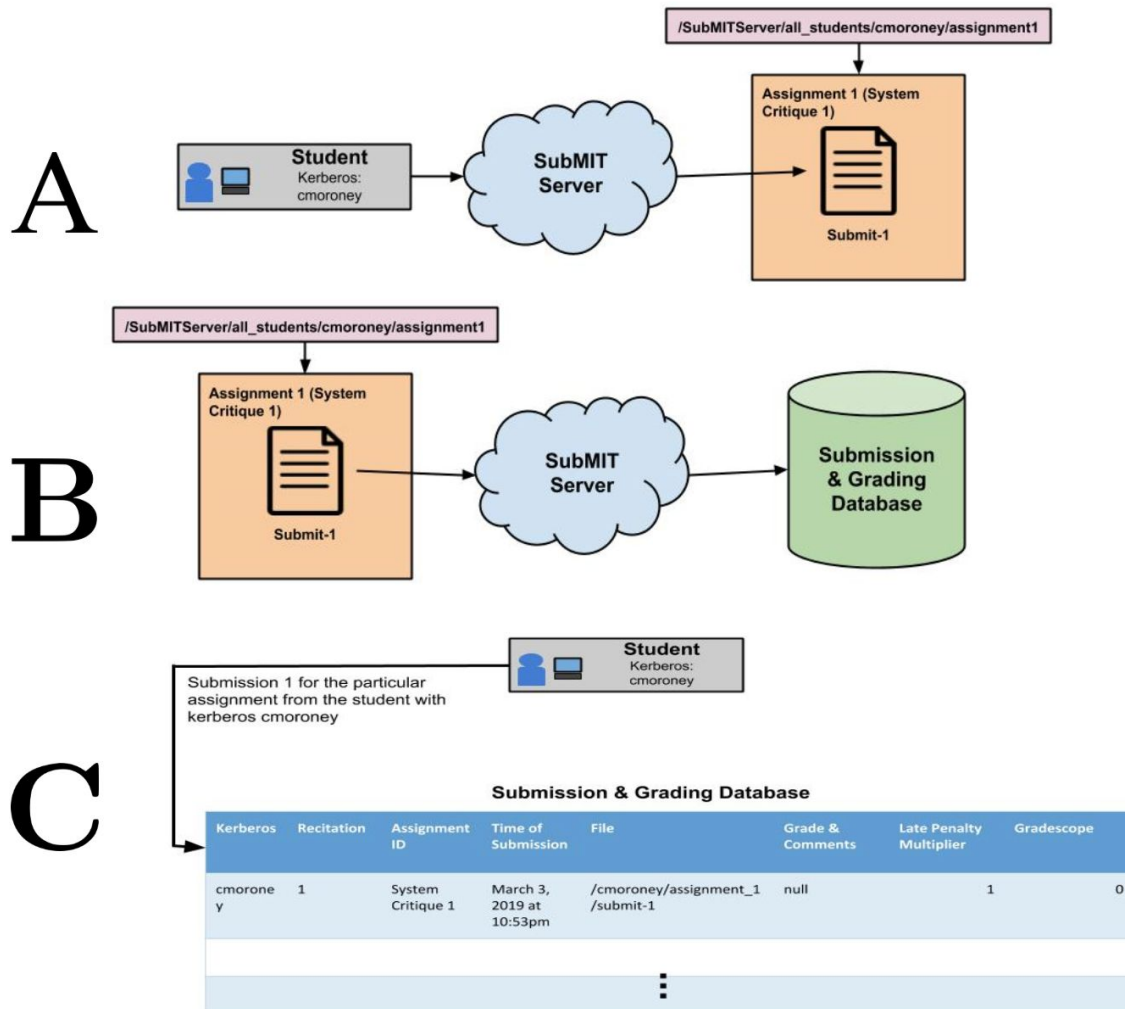 /SubMITServer/all_students/cmoroney/assignment1
A
Student
Kerberos:
cmoroney
SubMIT
Server
Assignment 1 (System
Critique 1)
Submit-1
/SubMITServer/all_students/cmoroney/assignment1
B
Assignment 1 (System
Critique 1)
Submit-1
SubMIT
Server
Submission
& Grading
Database
C
Student
Kerberos:
cmoroney
Submission 1 for the particular
assignment from the student with
kerberos cmoroney
Submission & Grading Database
Kerberos Recitation Assignment Time of File Grade & Late Penalty Gradescope
ID Submission Comments Multiplier
cmorone 1 System March 3, /cmoroney/assignment_1 null 1 0
y Critique 1 2019 at /submit-1
10:53pm